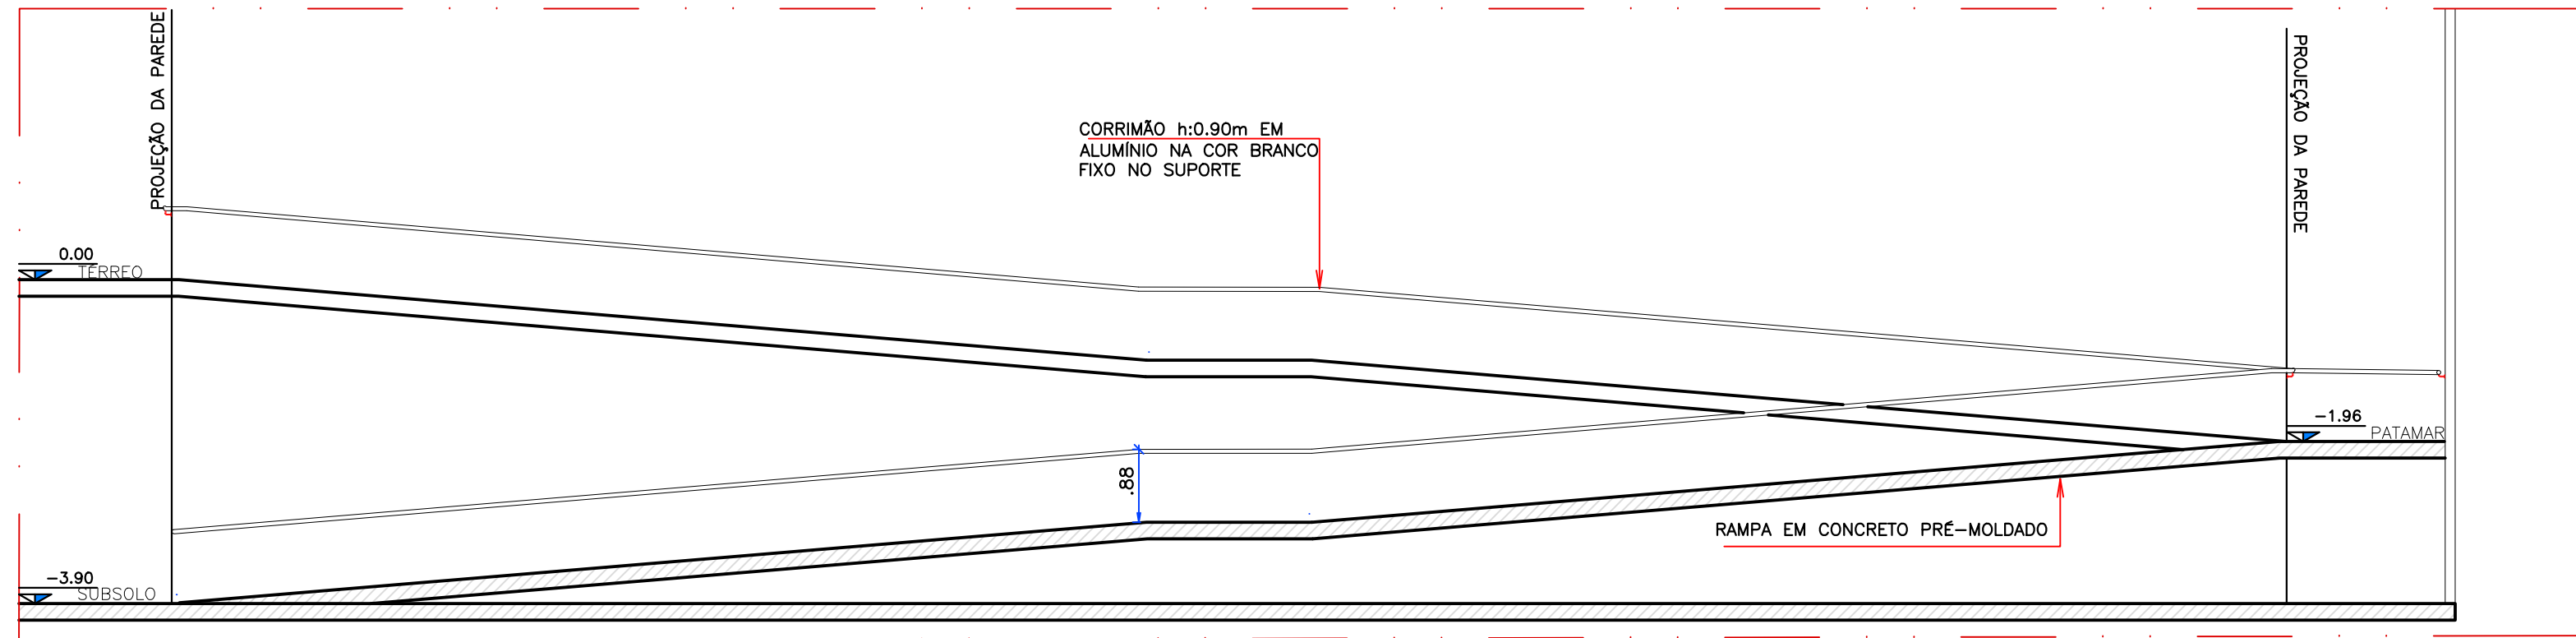 PROJEÇÃO DA PAREDE
PROJEÇÃO DA PAREDE
CORRIMÃO h:0.90m EM
ALUMÍNIO NA COR BRANCO
FIXO NO SUPORTE
0.00
TÉRREO
-1.96
PATAMAR
.88
RAMPA EM CONCRETO PRÉ-MOLDADO
-3.90
SUBSOLO